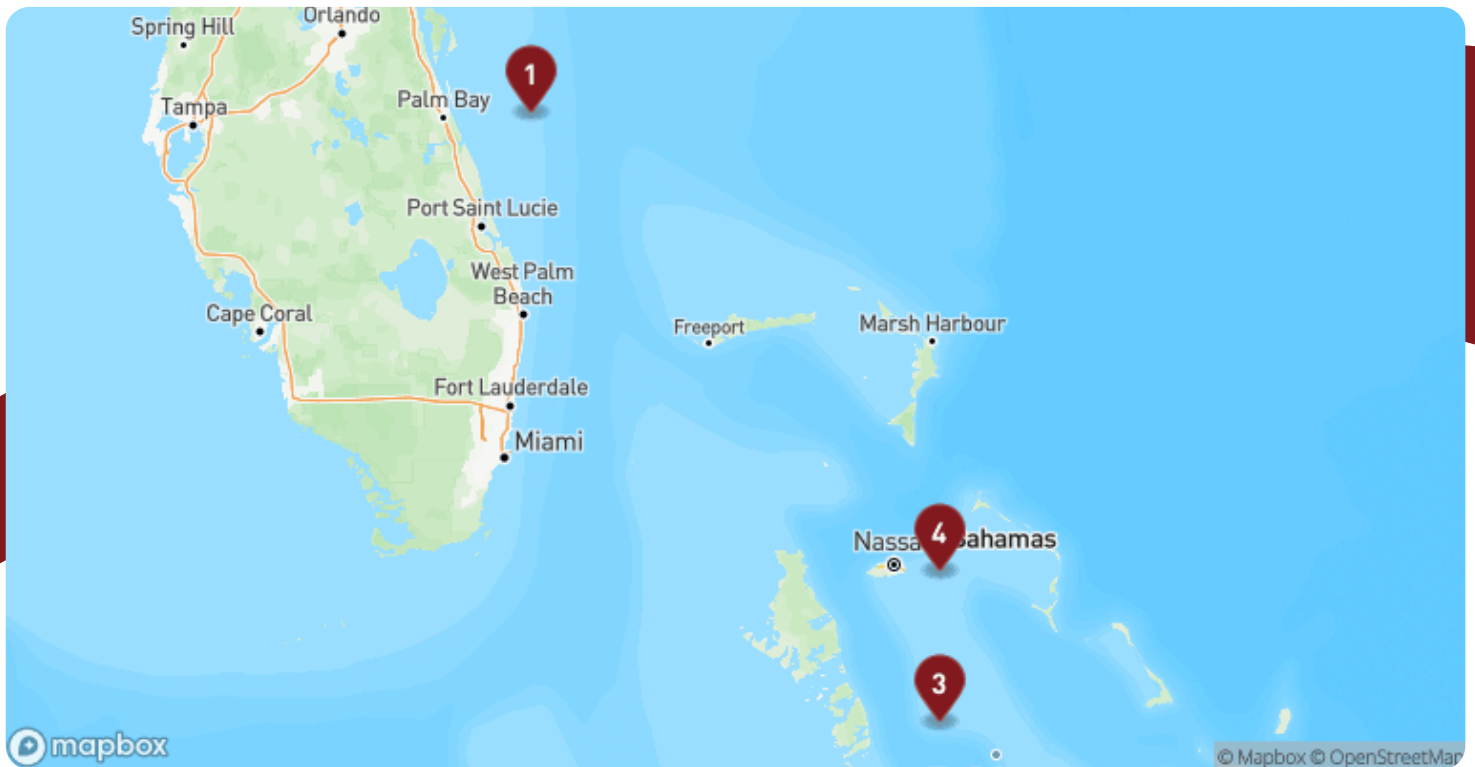 Orlando
Spring Hill
1
Palm Bay
Tampa
Port Saint Lucie
West Palm
Beach
Cape Coral
Freeport
Marsh Harbour
Fort Lauderdale
Miami
4
Nassa
Bahamas
3
mapbox
© Mapbox © OpenStreetMap